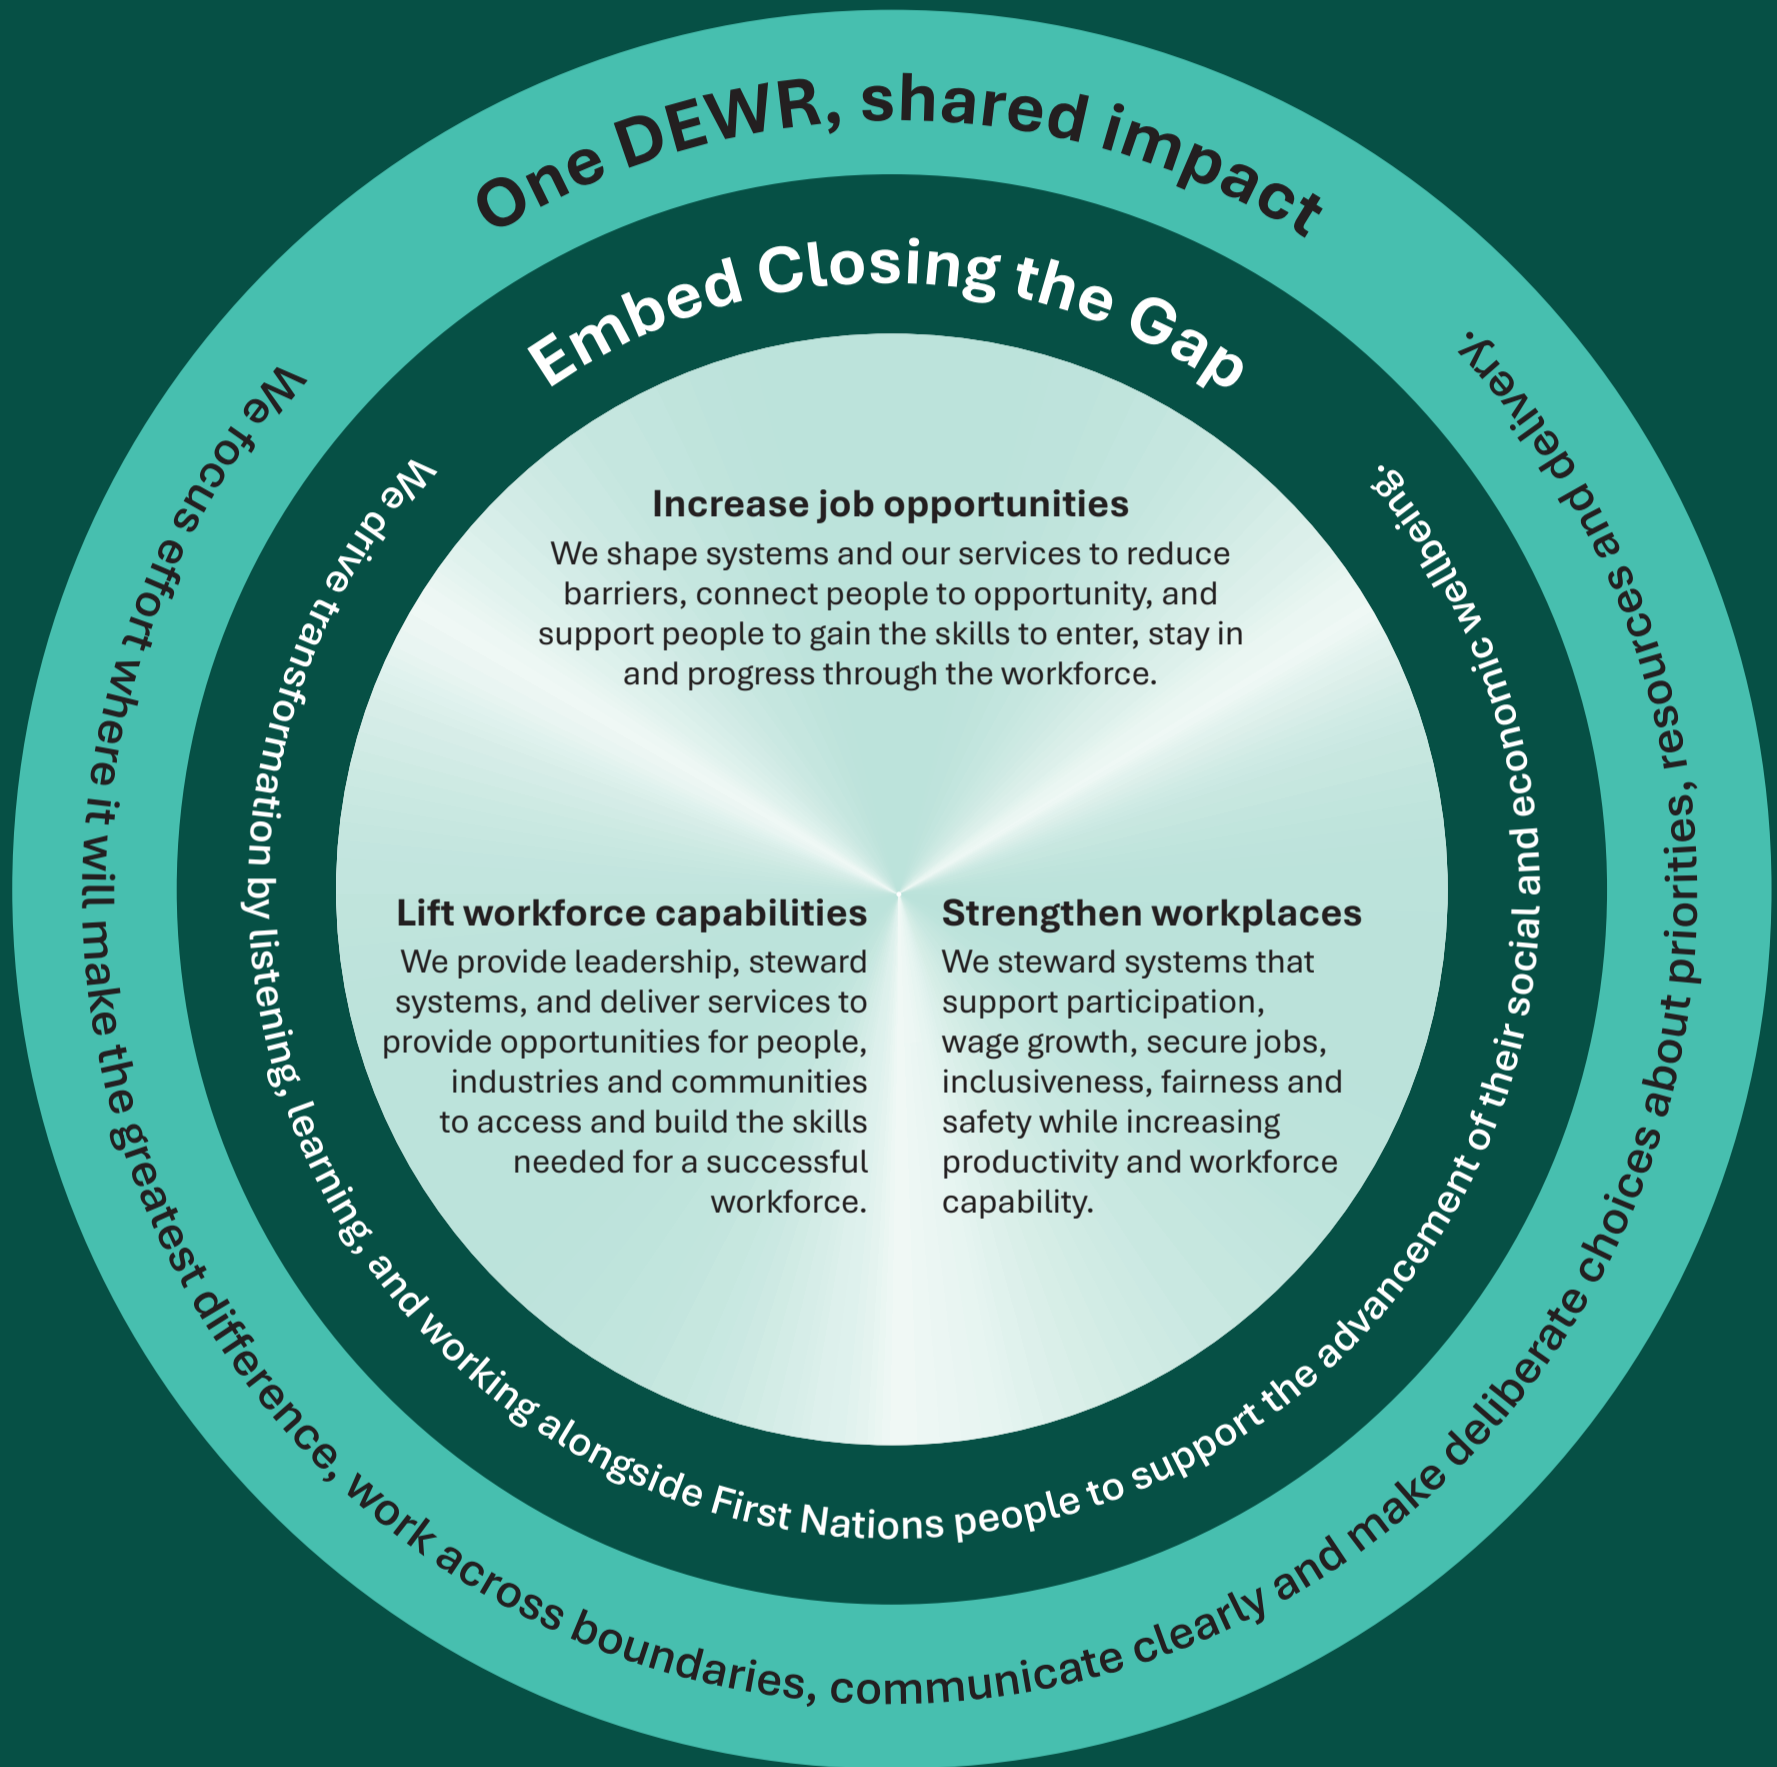 One DEWR, shared impact
We focus effort where it will make the greatest difference, work across boundaries, communicate clearly and make deliberate choices about priorities, resources and delivery.
Embed Closing the Gap
We drive transformation by listening, learning, and working alongside First Nations people to support the advancement of their social and economic wellbeing.
Increase job opportunities
We shape systems and our services to reduce
barriers, connect people to opportunity, and
support people to gain the skills to enter, stay in
and progress through the workforce.
Lift workforce capabilities
We provide leadership, steward
systems, and deliver services to
provide opportunities for people,
industries and communities
to access and build the skills
needed for a successful
workforce.
Strengthen workplaces
We steward systems that
support participation,
wage growth, secure jobs,
inclusiveness, fairness and
safety while increasing
productivity and workforce
capability.